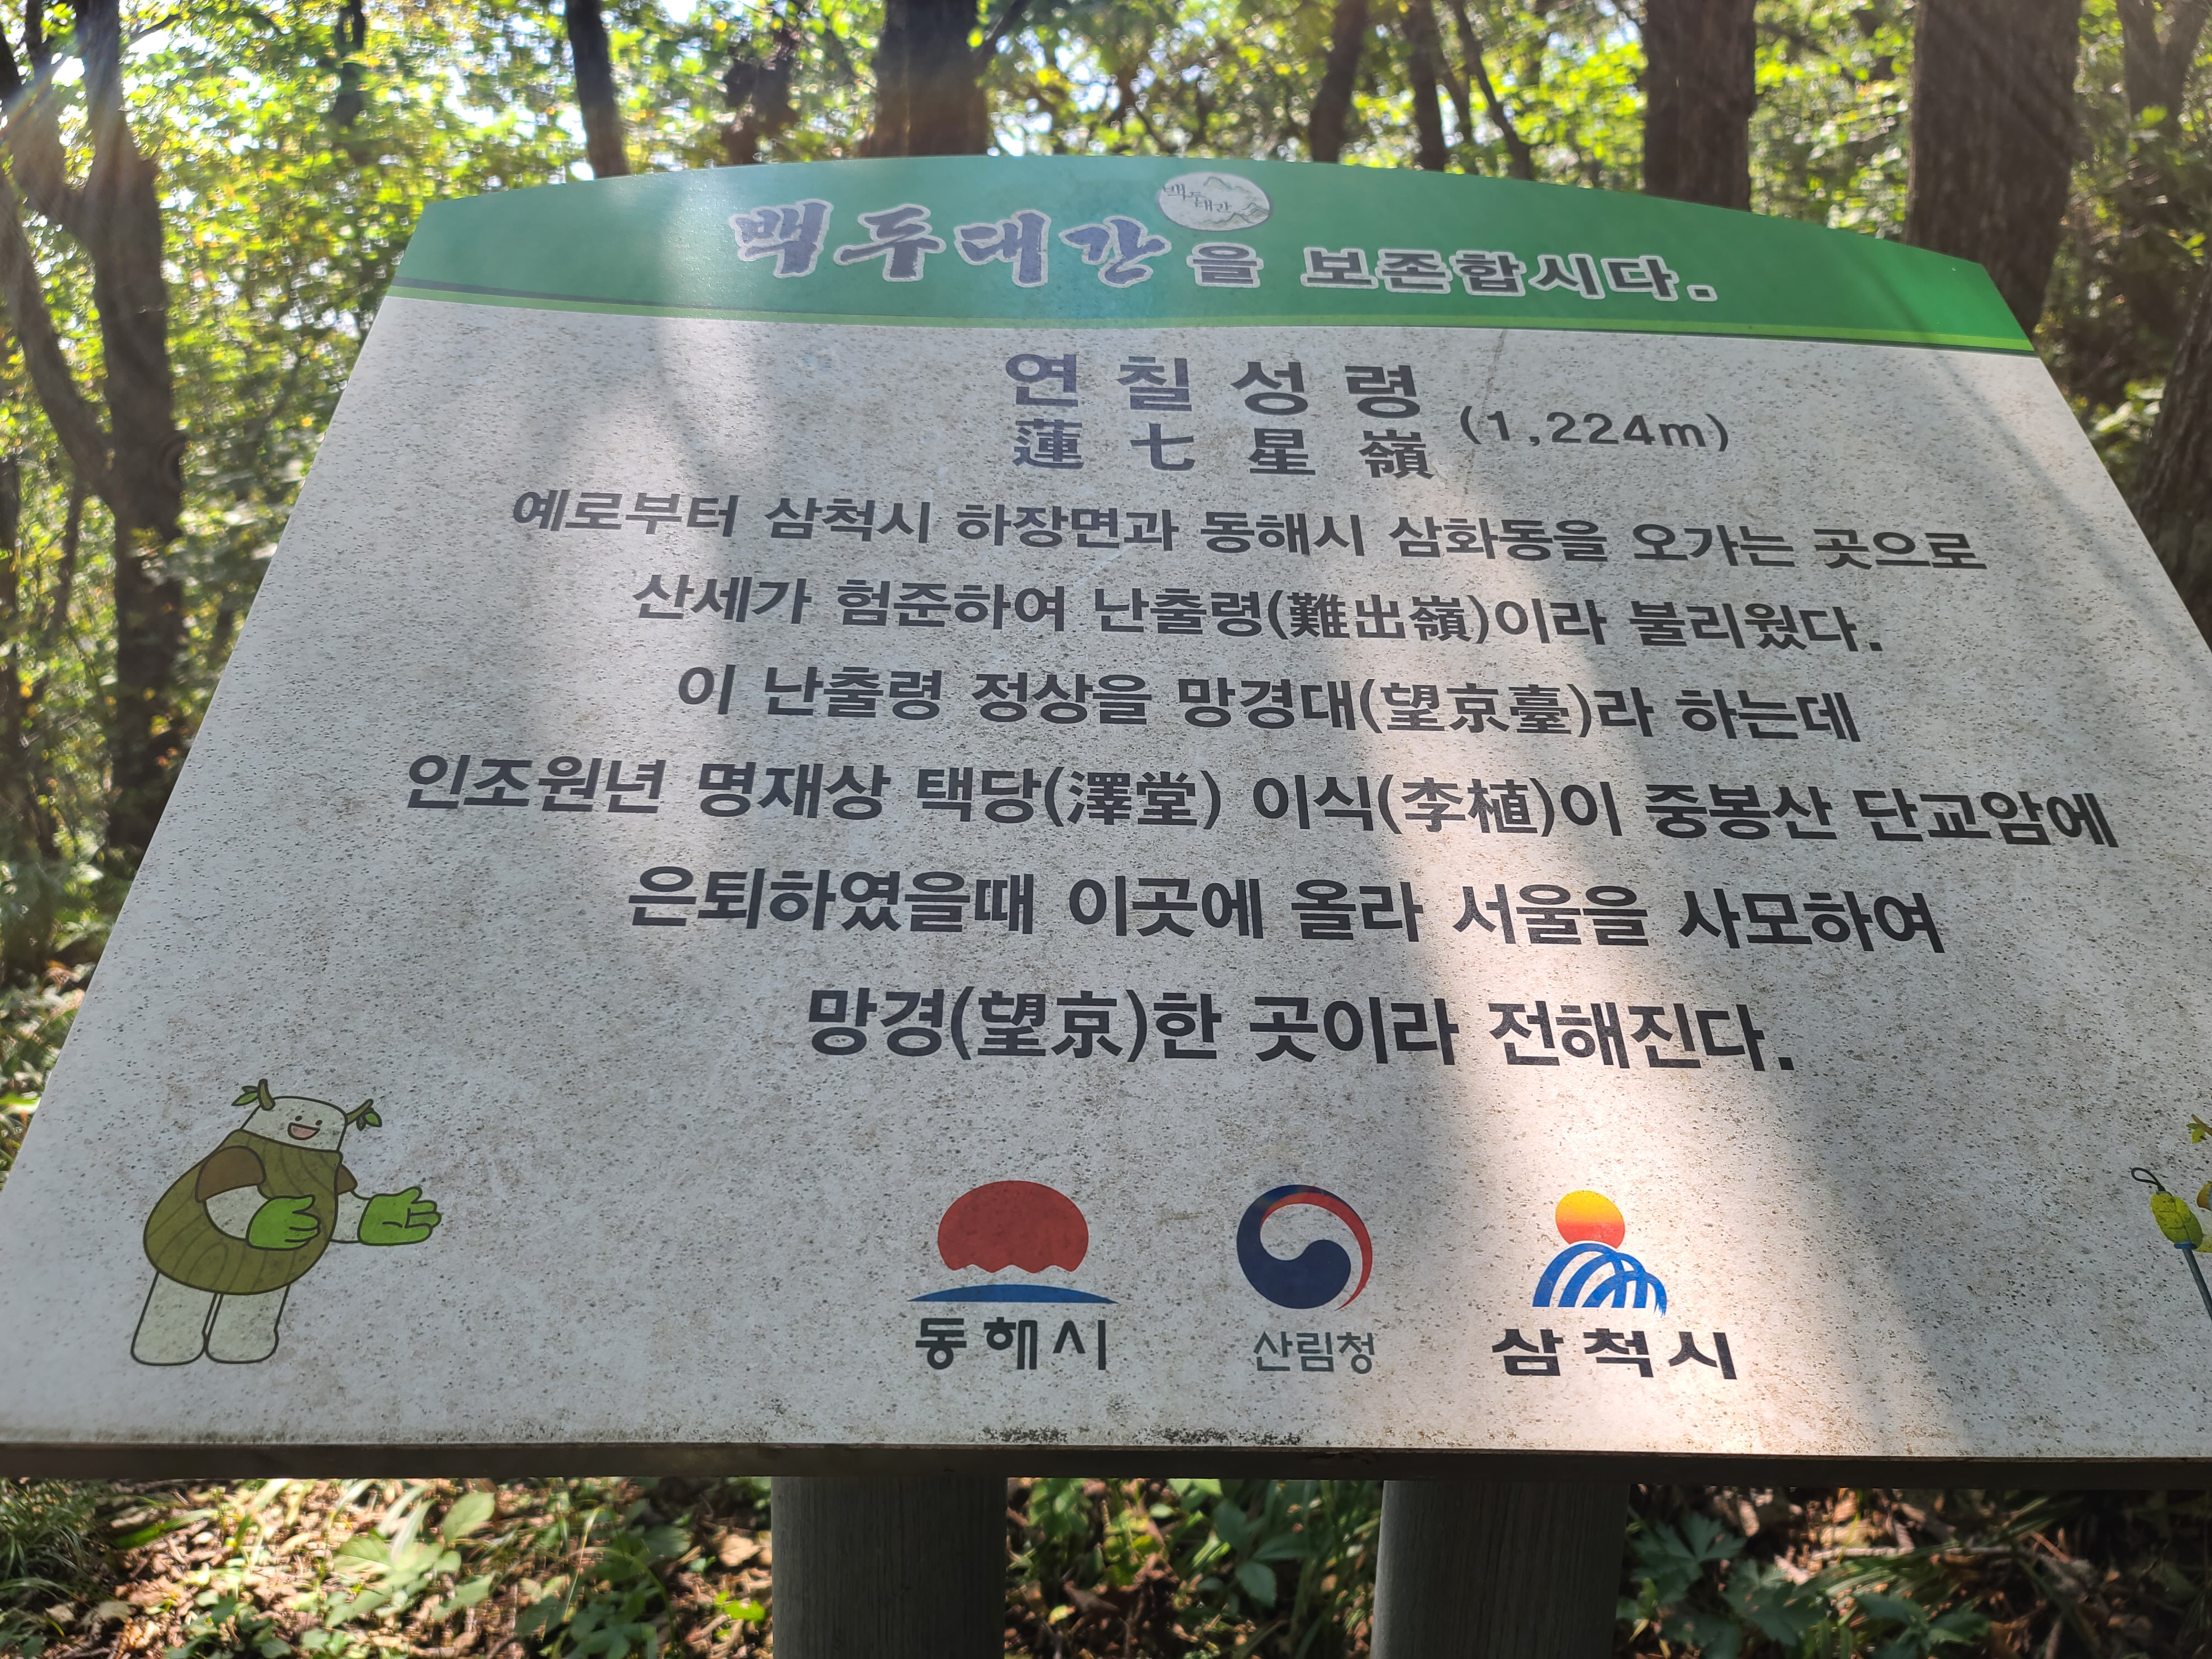 백두대간
백두대간을 보존합시다.
연칠성령
蓮七星嶺 (1,224m)
예로부터 삼척시 하장면과 동해시 삼화동을 오가는 곳으로
산세가 험준하여 난출령(難出嶺)이라 불리웠다.
이 난출령 정상을 망경대(望京臺)라 하는데
인조원년 명재상 택당(澤堂) 이식(李植)이 중봉산 단교암에
은퇴하였을때 이곳에 올라 서울을 사모하여
망경(望京)한 곳이라 전해진다.
동해시 산림청 삼척시